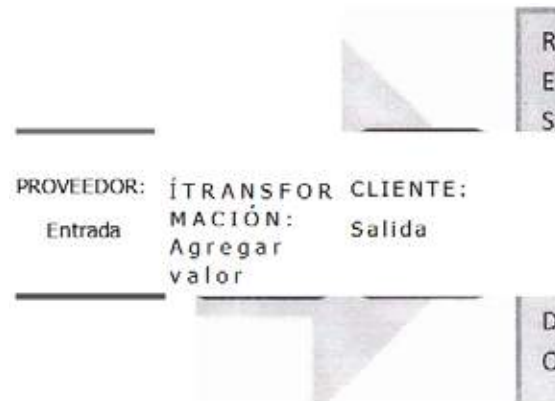 R
E
S
PROVEEDOR:
Entrada
ÍTRANSFOR
MACIÓN:
Agregar
valor
CLIENTE:
Salida
D
O